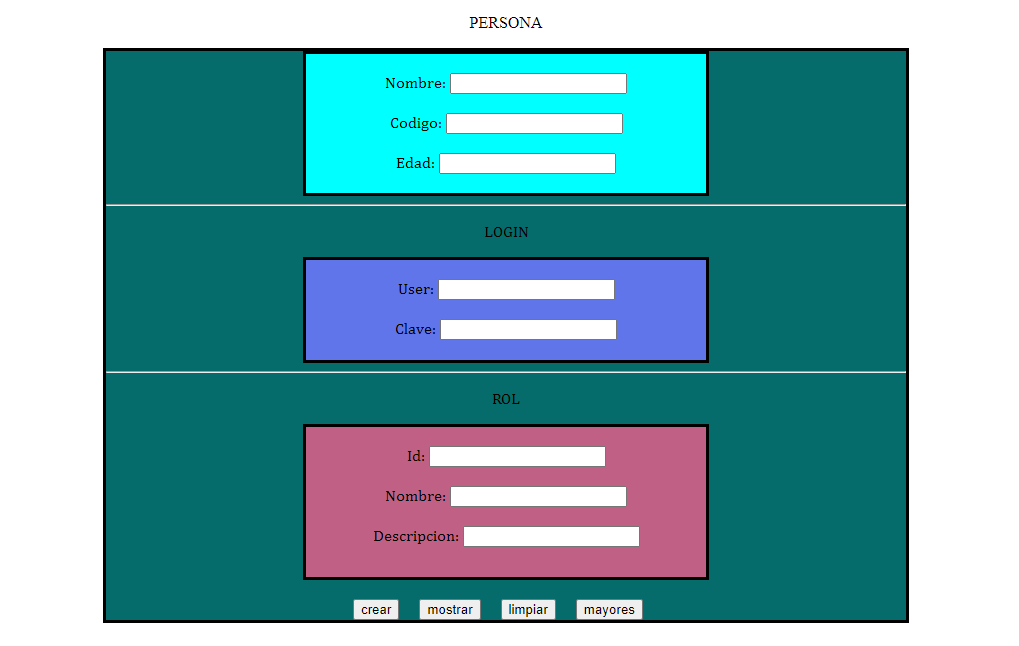 PERSONA
Nombre:
Codigo:
Edad:
LOGIN
User:
Clave:
ROL
Id:
Nombre:
Descripcion:
crear mostrar limpiar mayores